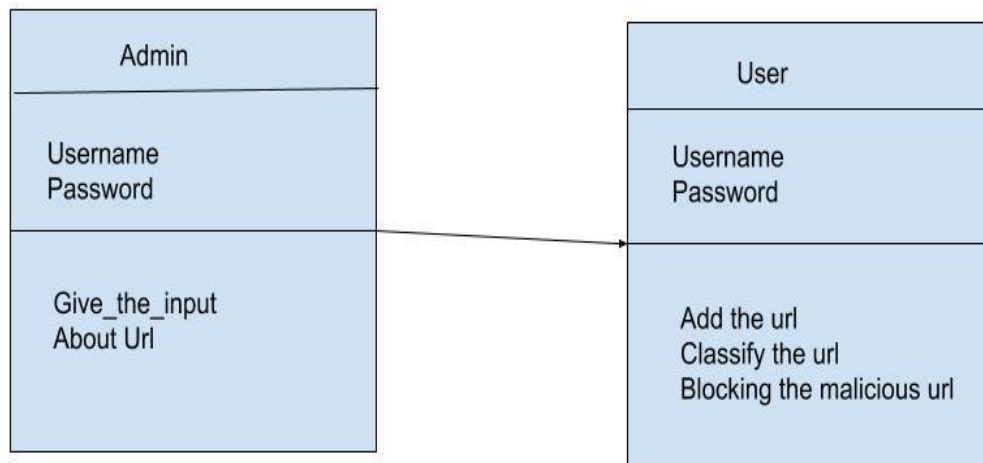 Admin
Username
Password
Give_the_input
About Url
User
Username
Password
Add the url
Classify the url
Blocking the malicious url